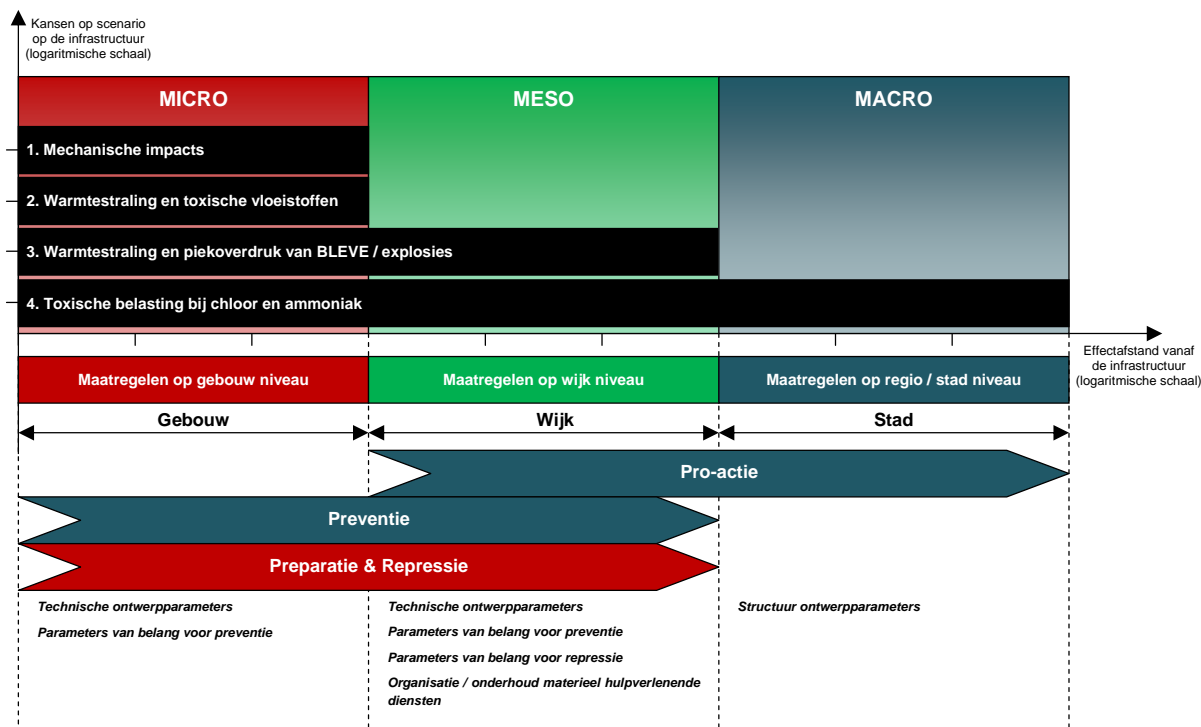 Kansen op scenario
op de infrastructuur
(logaritmische schaal)
MICRO
MESO
MACRO
1. Mechanische impacts
2. Warmtestraling en toxische vloeistoffen
3. Warmtestraling en piekoverdruk van BLEVE / explosies
4. Toxische belasting bij chloor en ammoniak
Effectafstand vanaf
de infrastructuur
(logaritmische schaal)
Maatregelen op gebouw niveau
Maatregelen op wijk niveau
Maatregelen op regio / stad niveau
Gebouw
Wijk
Stad
Pro-actie
Preventie
Preparatie & Repressie
Technische ontwerpparameters
Parameters van belang voor preventie
Technische ontwerpparameters
Parameters van belang voor preventie
Parameters van belang voor repressie
Organisatie / onderhoud materieel hulpverlenende
diensten
Structuur ontwerpparameters